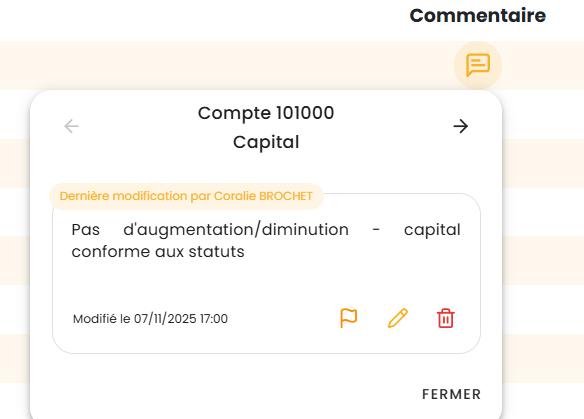 Commentaire
Compte 101000
Capital
Dernière modification par Coralie BROCHET
Pas d'augmentation/diminution - capital
conforme aux statuts
Modifié le 07/11/2025 17:00
FERMER